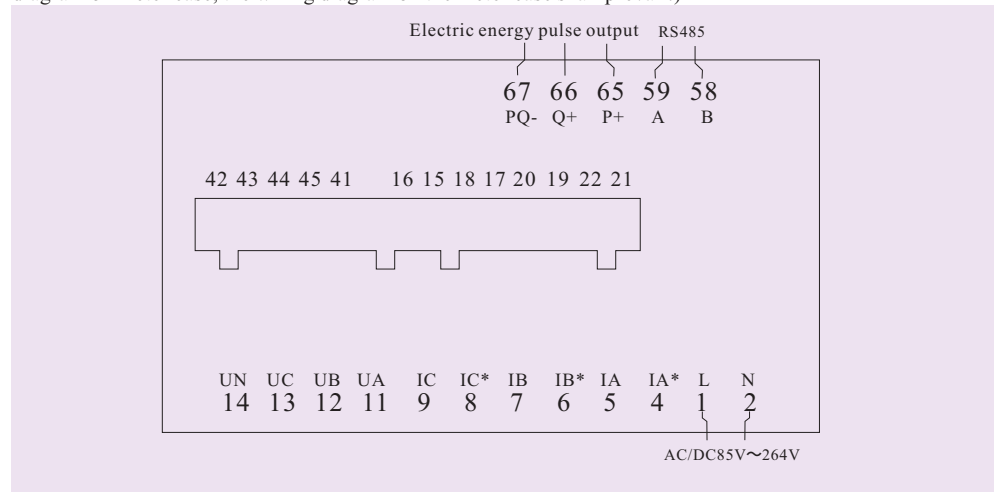 Electric energy pulse output RS485
67 66 65 59 58
PQ- Q+ P+ A B
42 43 44 45 41 16 15 18 17 20 19 22 21
UN UC UB UA IC IC* IB IB* IA IA* L N
14 13 12 11 9 8 7 6 5 4 1 2
AC/DC85V～264V